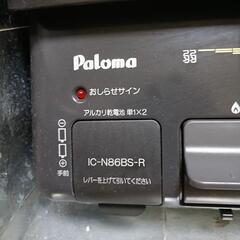 Paloma
おしらせサイン
アルカリ乾電池 単1×2
IC-N86BS-R
レバーを上げて引いてください
手前